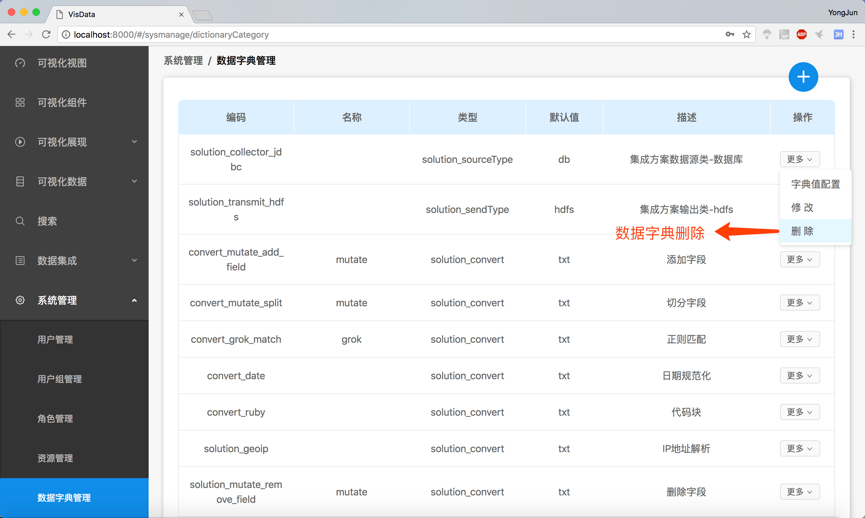 VisData
YongJun
localhost:8000/#/sysmanage/dictionaryCategory
ABP
JH
可视化视图
可视化组件
可视化展现
可视化数据
搜索
数据集成
系统管理
用户管理
用户组管理
角色管理
资源管理
数据字典管理
系统管理 / 数据字典管理
编码 名称 类型 默认值 描述 操作
solution_collector_jd
bc solution_sourceType db 集成方案数据源类-数据库 更多
字典值配置
修 改
删 除
solution_transmit_hdf
s solution_sendType hdfs 集成方案输出类-hdfs
数据字典删除
convert_mutate_add_
field mutate solution_convert txt 添加字段 更多
convert_mutate_split mutate solution_convert txt 切分字段 更多
convert_grok_match grok solution_convert txt 正则匹配 更多
convert_date solution_convert txt 日期规范化 更多
convert_ruby solution_convert txt 代码块 更多
solution_geoip solution_convert txt IP地址解析 更多
solution_mutate_rem
ove_field mutate solution_convert txt 删除字段 更多